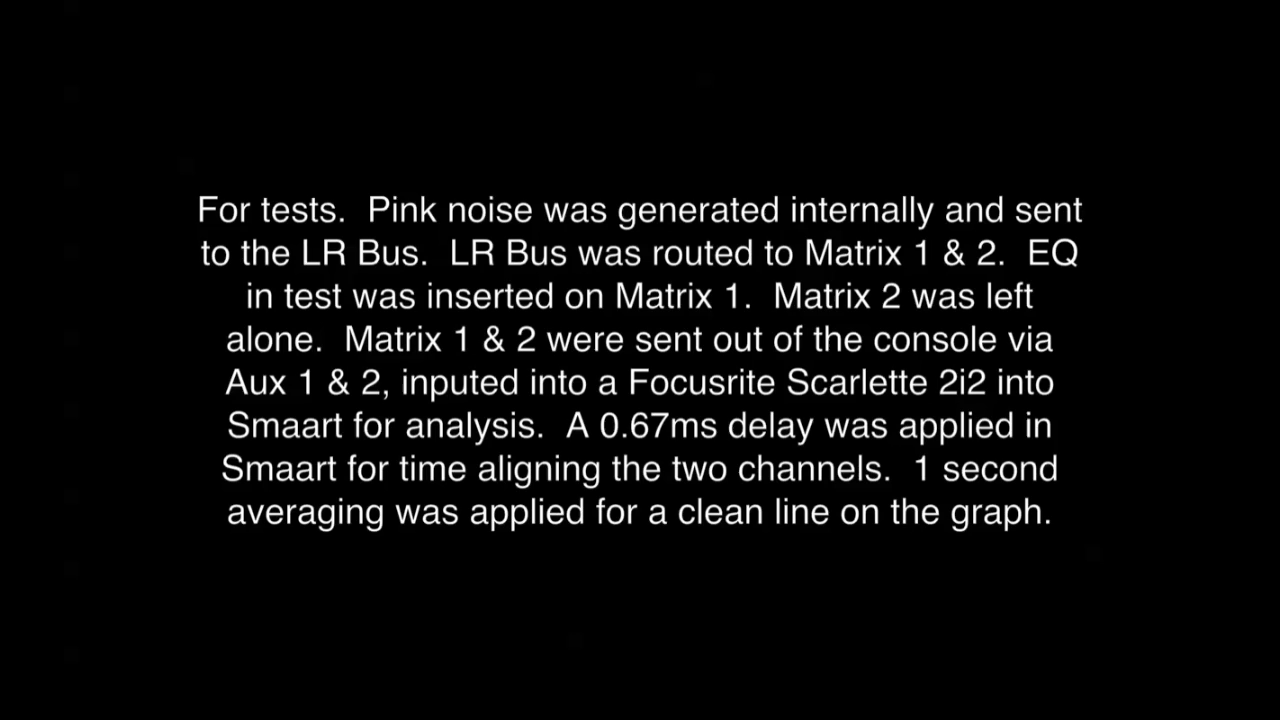 For tests.  Pink noise was generated internally and sent
to the LR Bus.  LR Bus was routed to Matrix 1 & 2.  EQ
in test was inserted on Matrix 1.  Matrix 2 was left
alone.  Matrix 1 & 2 were sent out of the console via
Aux 1 & 2, inputed into a Focusrite Scarlette 2i2 into
Smaart for analysis.  A 0.67ms delay was applied in
Smaart for time aligning the two channels.  1 second
averaging was applied for a clean line on the graph.